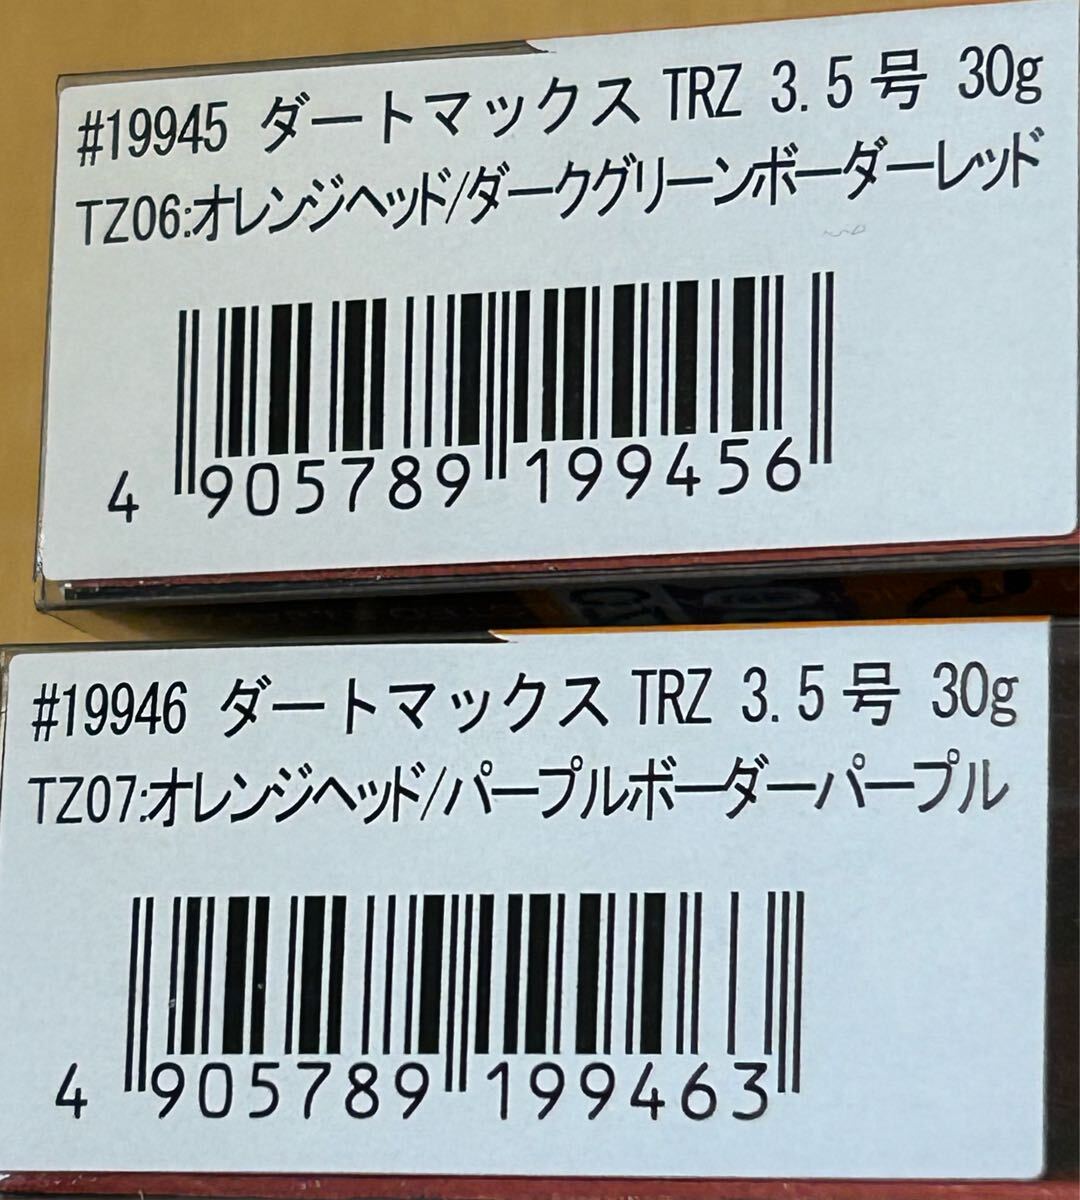 #19945 ダートマックス TRZ 3.5号 30g
TZ06:オレンジヘッド/ダークグリーンボーダーレッド
4 905789 199456
#19946 ダートマックス TRZ 3.5号 30g
TZ07:オレンジヘッド/パープルボーダーパープル
4 905789 199463